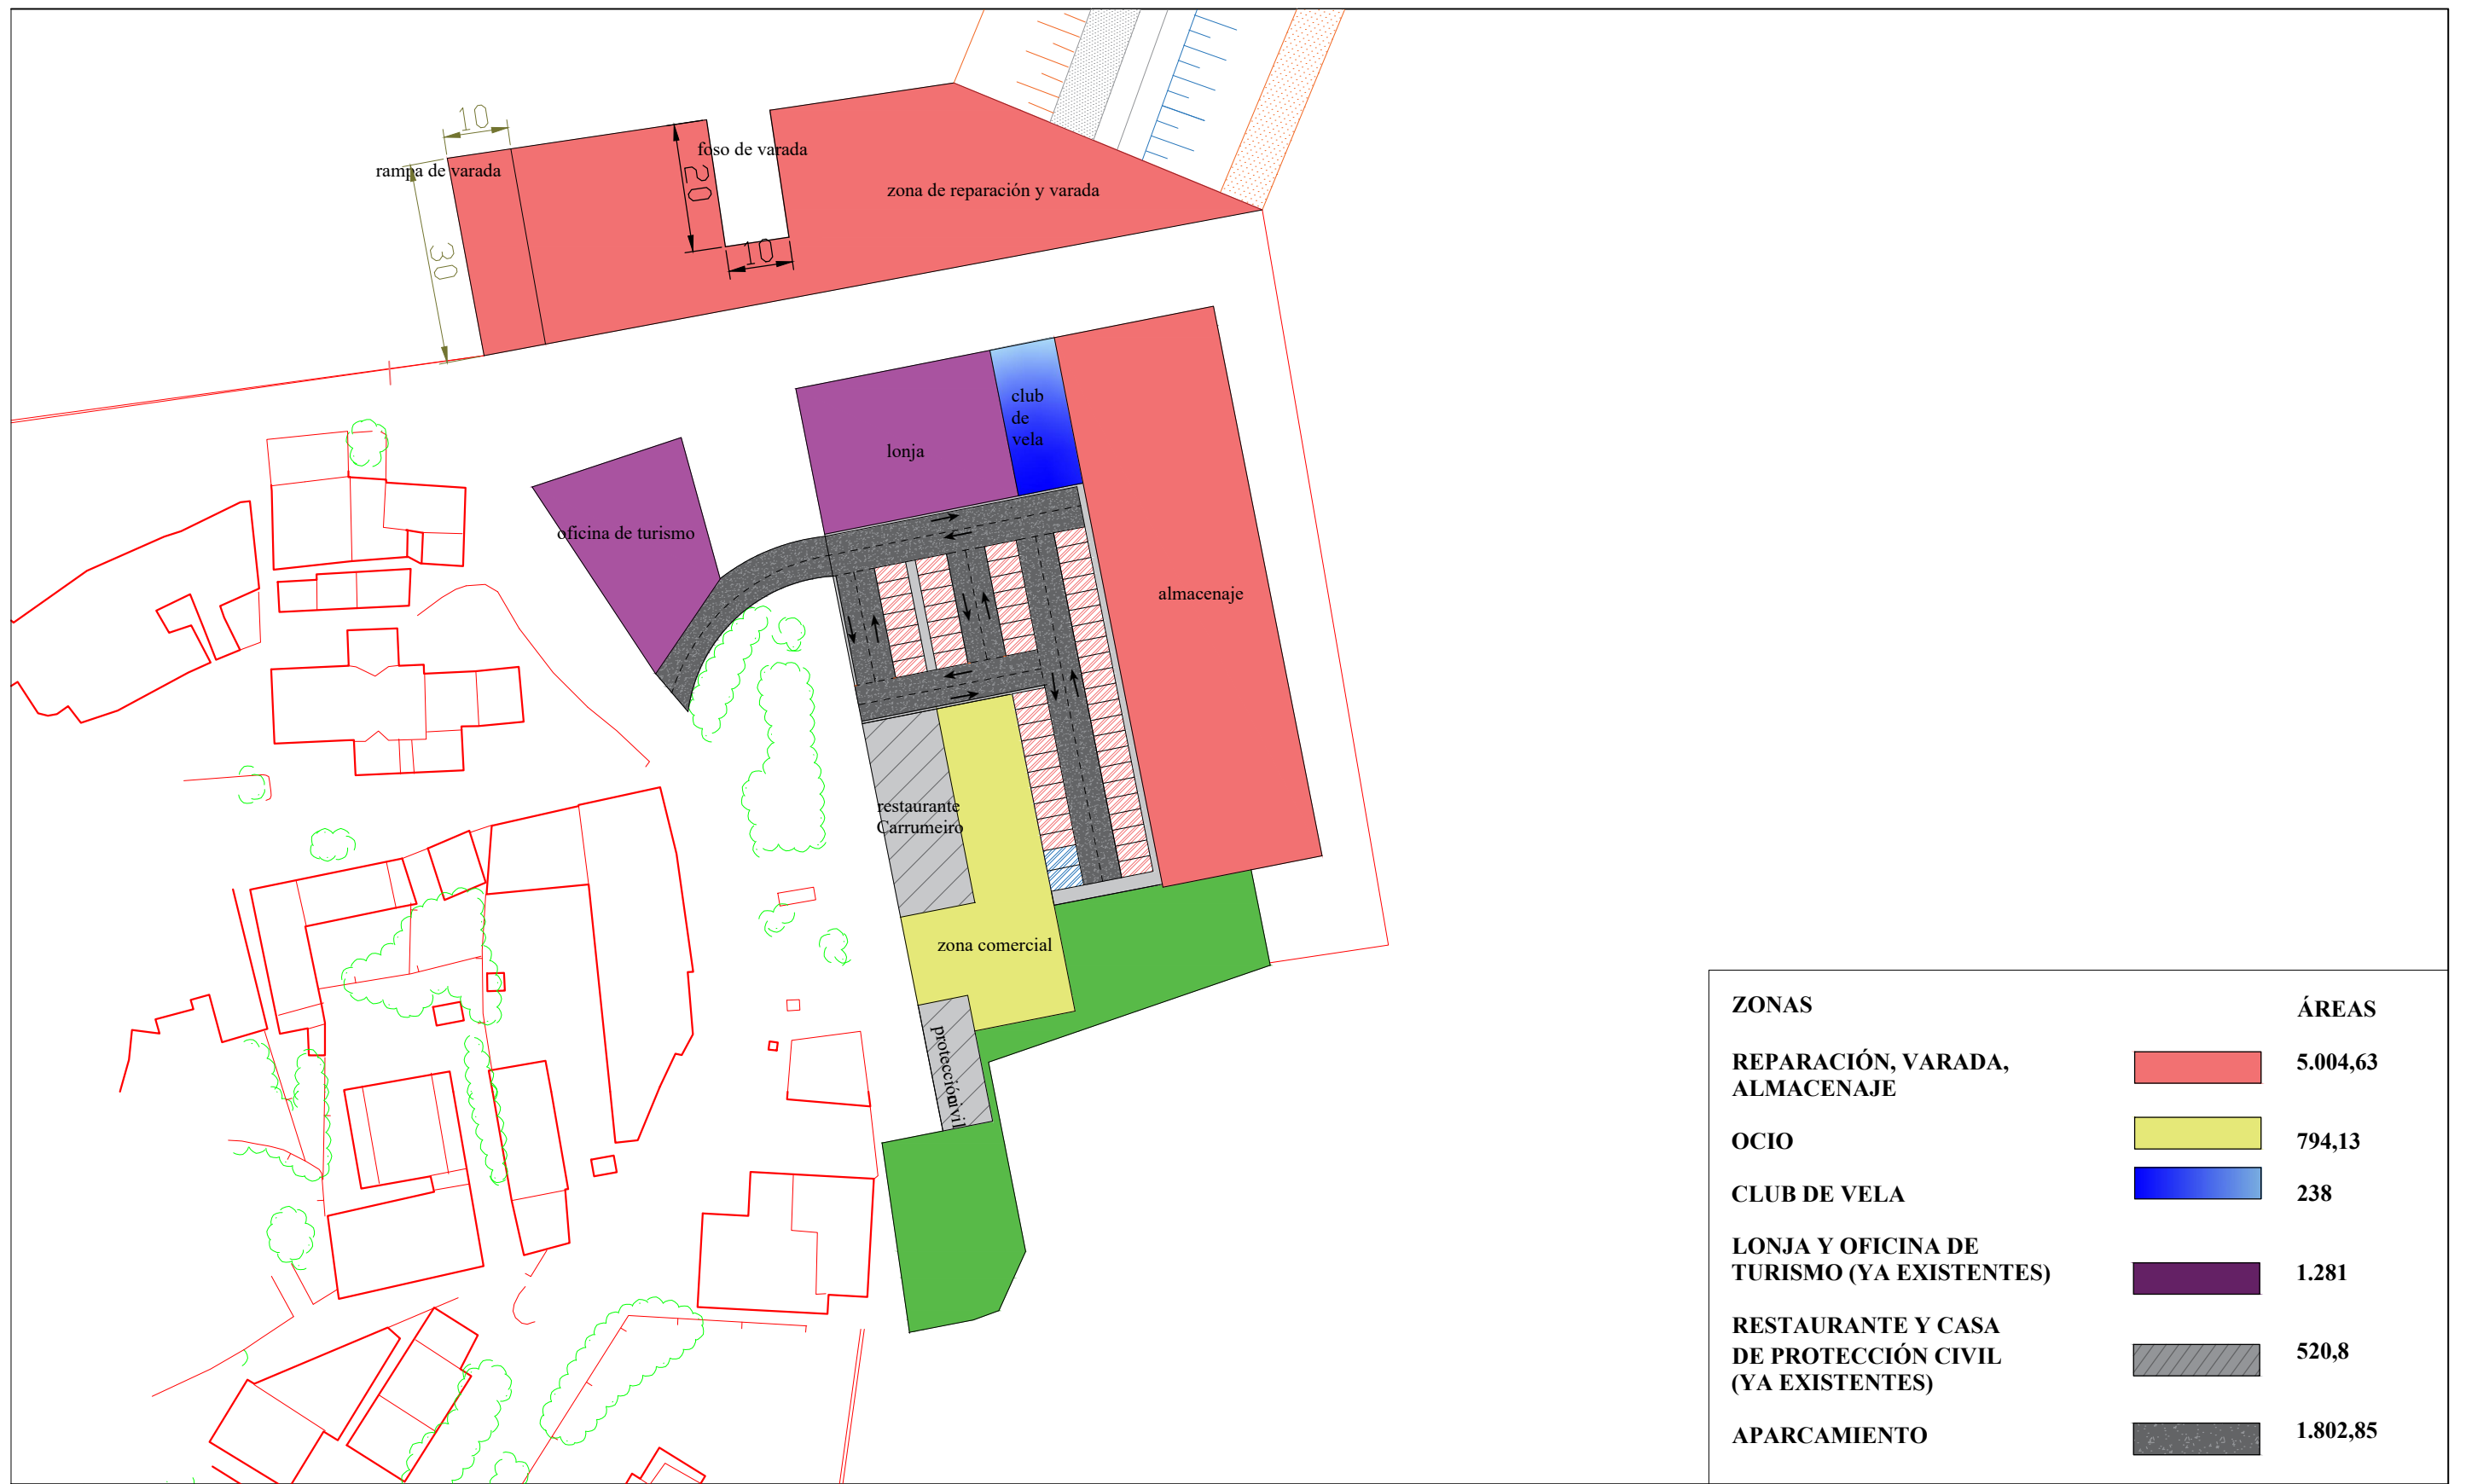 10
rampa de varada
foso de varada
20
zona de reparación y varada
30
10
club
de
vela
lonja
oficina de turismo
almacenaje
restaurante
Carrumeiro
zona comercial
protección
civil
ZONAS ÁREAS
REPARACIÓN, VARADA, 5.004,63
ALMACENAJE
OCIO 794,13
CLUB DE VELA 238
LONJA Y OFICINA DE
TURISMO (YA EXISTENTES) 1.281
RESTAURANTE Y CASA
DE PROTECCIÓN CIVIL 520,8
(YA EXISTENTES)
APARCAMIENTO 1.802,85